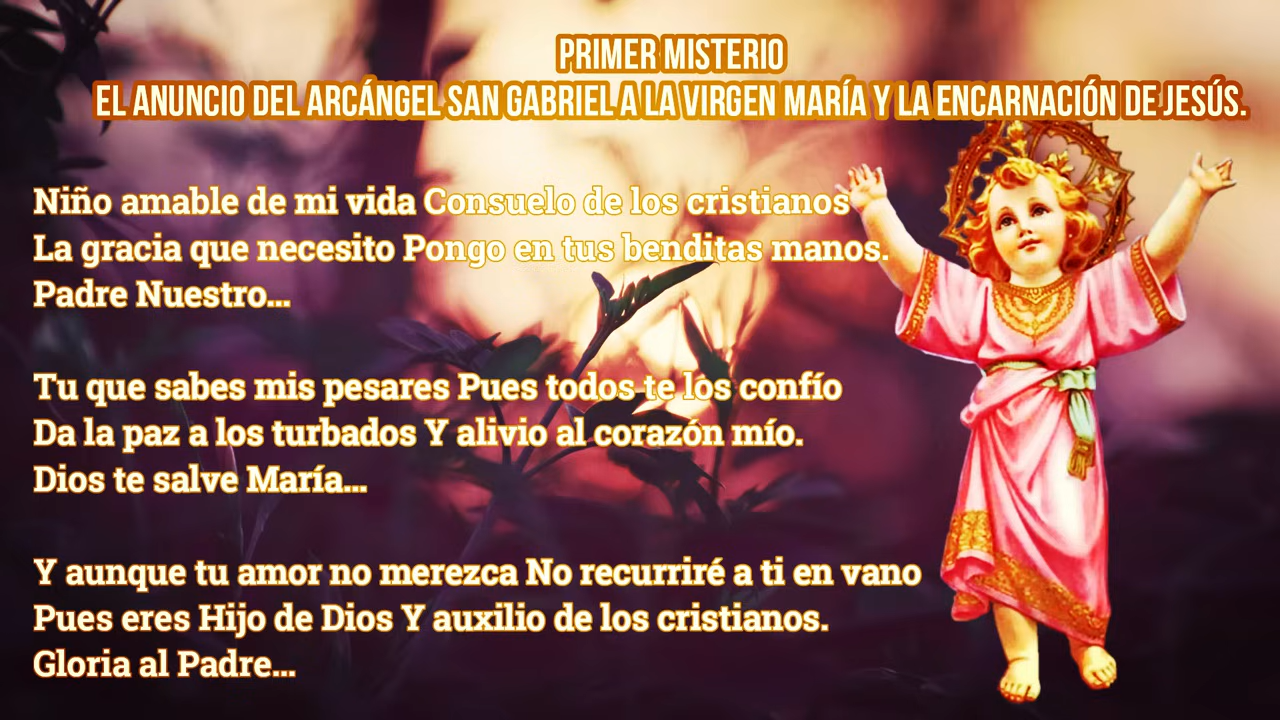 PRIMER MISTERIO
EL ANUNCIO DEL ARCÁNGEL SAN GABRIEL A LA VIRGEN MARÍA Y LA ENCARNACIÓN DE JESÚS.
Niño amable de mi vida Consuelo de los cristianos
La gracia que necesito Pongo en tus benditas manos.
Padre Nuestro...
Tu que sabes mis pesares Pues todos te los confío
Da la paz a los turbados Y alivio al corazón mío.
Dios te salve María...
Y aunque tu amor no merezca No recurriré a ti en vano
Pues eres Hijo de Dios Y auxilio de los cristianos.
Gloria al Padre...